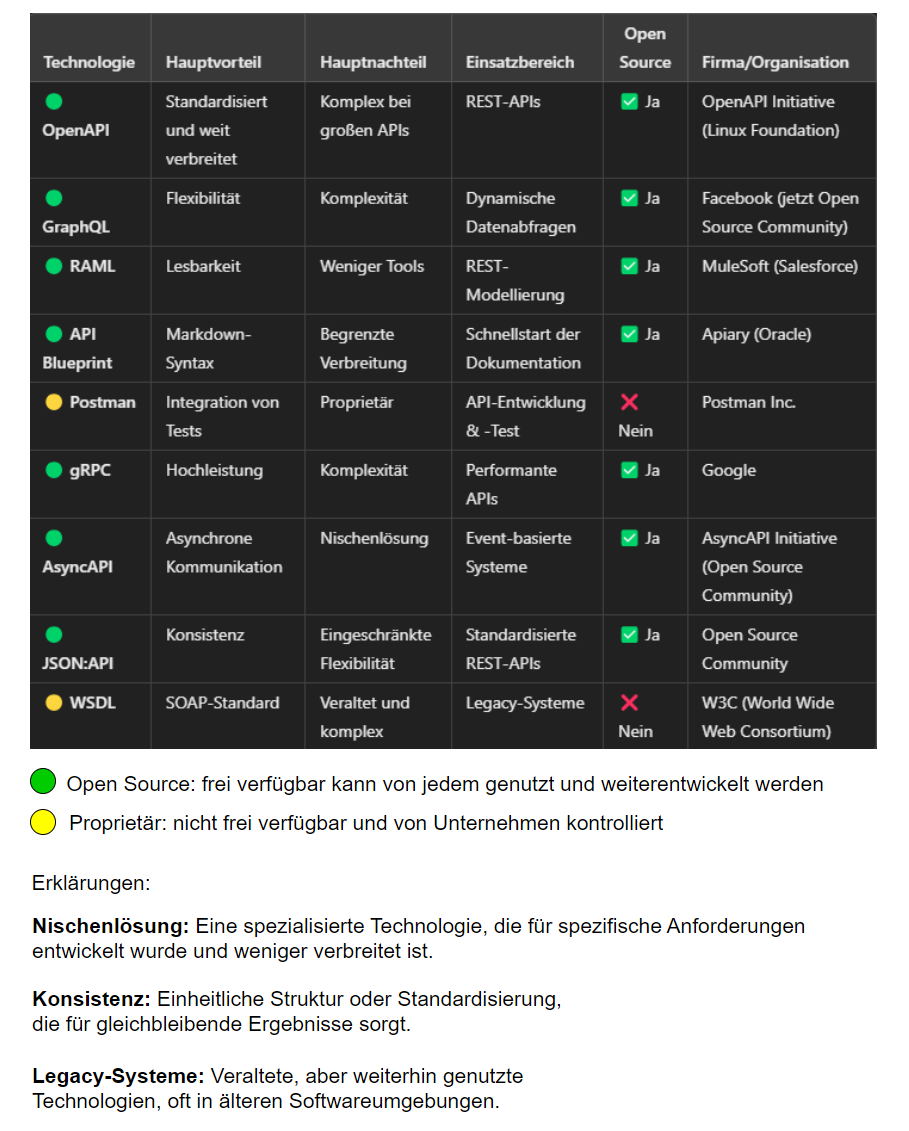 Technologie Hauptvorteil Hauptnachteil Einsatzbereich Open Source Firma/Organisation
OpenAPI Standardisiert und weit verbreitet Komplex bei großen APIs REST-APIs ✅ Ja OpenAPI Initiative (Linux Foundation)
GraphQL Flexibilität Komplexität Dynamische Datenabfragen ✅ Ja Facebook (jetzt Open Source Community)
RAML Lesbarkeit Weniger Tools REST-Modellierung ✅ Ja MuleSoft (Salesforce)
API Blueprint Markdown-Syntax Begrenzte Verbreitung Schnellstart der Dokumentation ✅ Ja Apiary (Oracle)
Postman Integration von Tests Proprietär API-Entwicklung & -Test ❌ Nein Postman Inc.
gRPC Hochleistung Komplexität Performante APIs ✅ Ja Google
AsyncAPI Asynchrone Kommunikation Nischenlösung Event-basierte Systeme ✅ Ja AsyncAPI Initiative (Open Source Community)
JSON:API Konsistenz Eingeschränkte Flexibilität Standardisierte REST-APIs ✅ Ja Open Source Community
WSDL SOAP-Standard Veraltet und komplex Legacy-Systeme ❌ Nein W3C (World Wide Web Consortium)
Open Source: frei verfügbar kann von jedem genutzt und weiterentwickelt werden
Proprietär: nicht frei verfügbar und von Unternehmen kontrolliert
Erklärungen:
Nischenlösung: Eine spezialisierte Technologie, die für spezifische Anforderungen
entwickelt wurde und weniger verbreitet ist.
Konsistenz: Einheitliche Struktur oder Standardisierung,
die für gleichbleibende Ergebnisse sorgt.
Legacy-Systeme: Veraltete, aber weiterhin genutzte
Technologien, oft in älteren Softwareumgebungen.